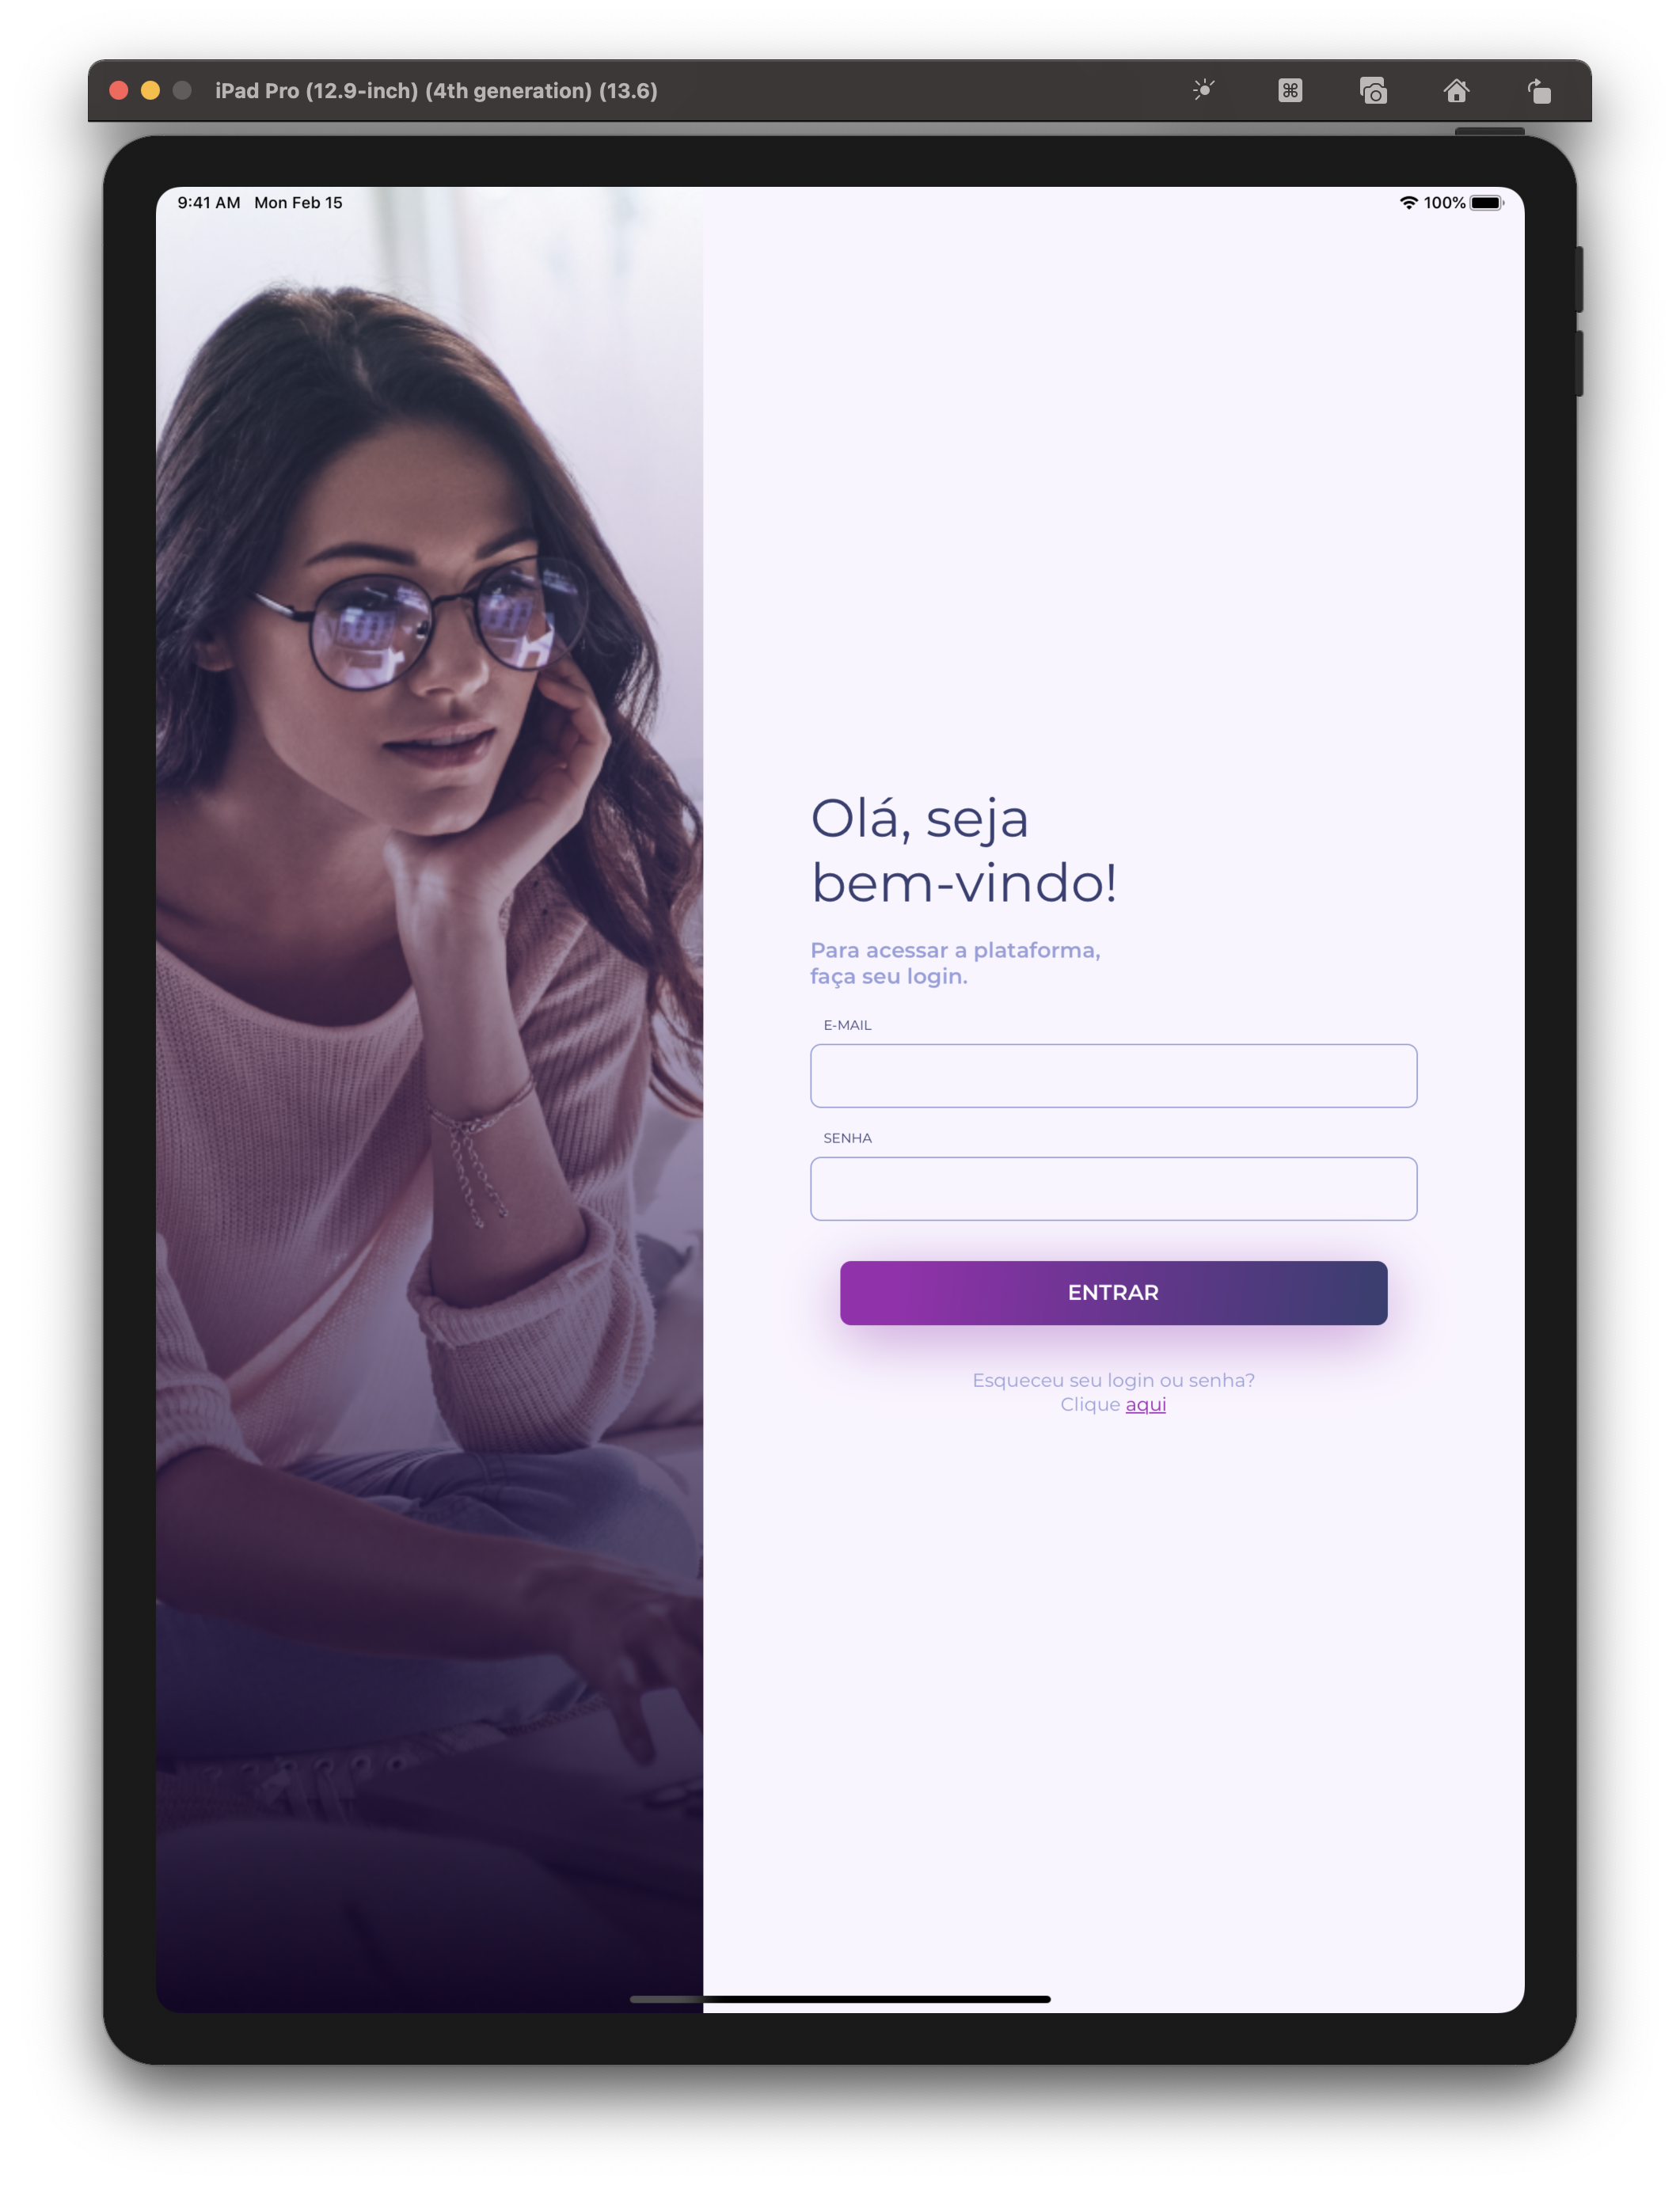 iPad Pro (12.9-inch) (4th generation) (13.6)
9:41 AM Mon Feb 15
100%
Olá, seja
bem-vindo!
Para acessar a plataforma,
faça seu login.
E-MAIL
SENHA
ENTRAR
Esqueceu seu login ou senha?
Clique aqui